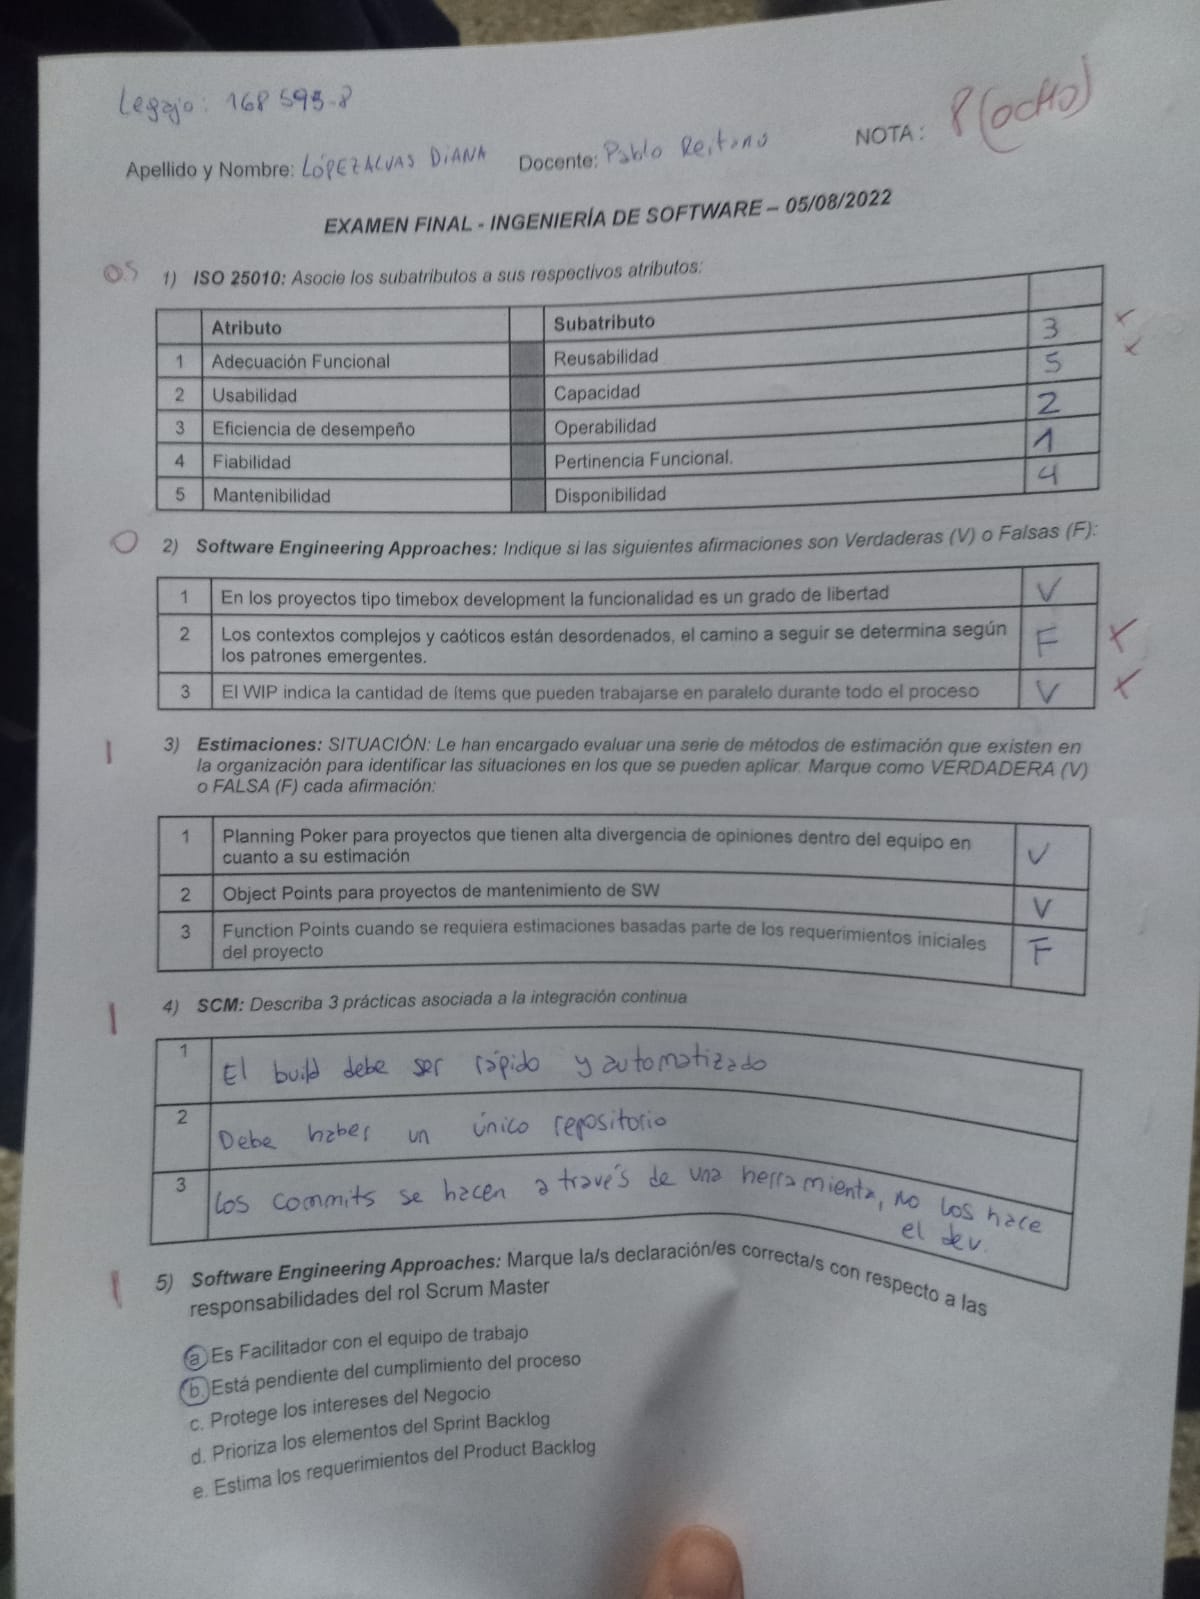 Legajo: 168 595-8
NOTA: 8 (ocHo)
Apellido y Nombre: LÓPEZ ALVAS DIANA Docente: Pablo Reitano
EXAMEN FINAL - INGENIERÍA DE SOFTWARE – 05/08/2022
0.5 1) ISO 25010: Asocie los subatributos a sus respectivos atributos:
Atributo Subatributo 3 x
1 Adecuación Funcional Reusabilidad 5 x
2 Usabilidad Capacidad 2
3 Eficiencia de desempeño Operabilidad 1
4 Fiabilidad Pertinencia Funcional. 4
5 Mantenibilidad Disponibilidad
0 2) Software Engineering Approaches: Indique si las siguientes afirmaciones son Verdaderas (V) o Falsas (F):
1 En los proyectos tipo timebox development la funcionalidad es un grado de libertad V
2 Los contextos complejos y caóticos están desordenados, el camino a seguir se determina según F x
los patrones emergentes.
3 El WIP indica la cantidad de ítems que pueden trabajarse en paralelo durante todo el proceso V x
1 3) Estimaciones: SITUACIÓN: Le han encargado evaluar una serie de métodos de estimación que existen en
la organización para identificar las situaciones en los que se pueden aplicar. Marque como VERDADERA (V)
o FALSA (F) cada afirmación:
1 Planning Poker para proyectos que tienen alta divergencia de opiniones dentro del equipo en
cuanto a su estimación V
2 Object Points para proyectos de mantenimiento de SW V
3 Function Points cuando se requiera estimaciones basadas parte de los requerimientos iniciales
del proyecto F
1 4) SCM: Describa 3 prácticas asociada a la integración continua
1 El build debe ser rápido y automatizado
2 Debe haber un único repositorio
3 Los commits se hacen a través de una herramienta, no los hace
el dev.
1 5) Software Engineering Approaches: Marque la/s declaración/es correcta/s con respecto a las
responsabilidades del rol Scrum Master
a. Es Facilitador con el equipo de trabajo
b. Está pendiente del cumplimiento del proceso
c. Protege los intereses del Negocio
d. Prioriza los elementos del Sprint Backlog
e. Estima los requerimientos del Product Backlog